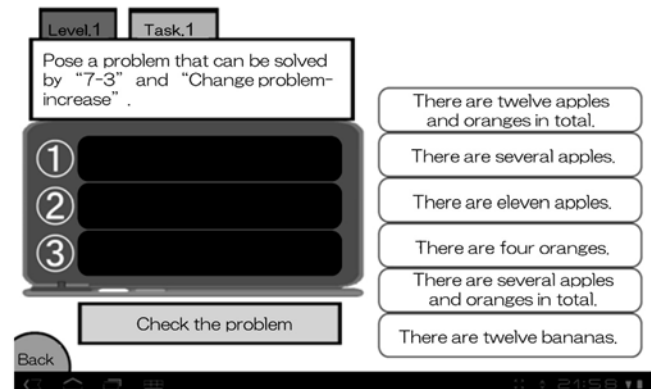 Level.1
Task.1
Pose a problem that can be solved
by “7-3” and “Change problem-
increase”.
①
②
③
Check the problem
Back
There are twelve apples
and oranges in total.
There are several apples.
There are eleven apples.
There are four oranges.
There are several apples
and oranges in total.
There are twelve bananas.
21:58